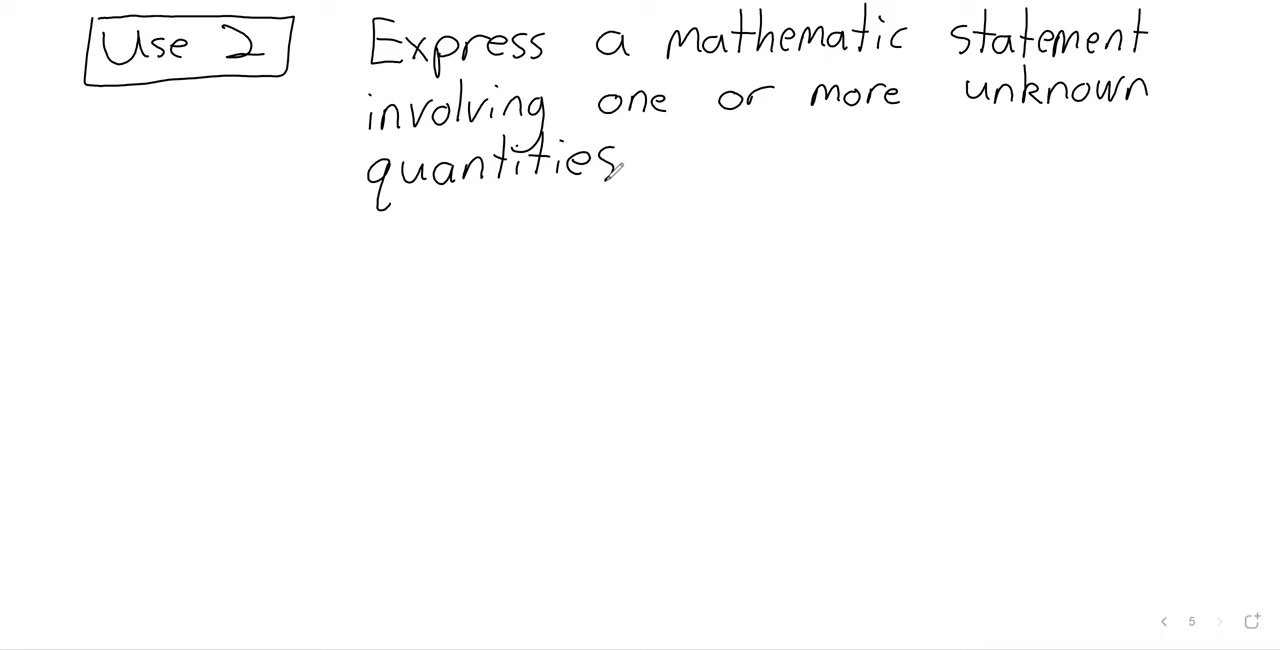 Use 2 Express a mathematic statement
involving one or more unknown
quantities
< 5 >